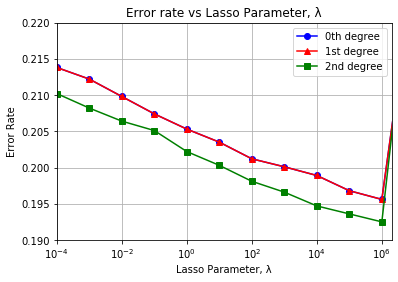 Error rate vs Lasso Parameter, λ
0th degree
1st degree
2nd degree
Error Rate
0.220
0.215
0.210
0.205
0.200
0.195
0.190
10⁻⁴
10⁻²
10⁰
10²
10⁴
10⁶
Lasso Parameter, λ